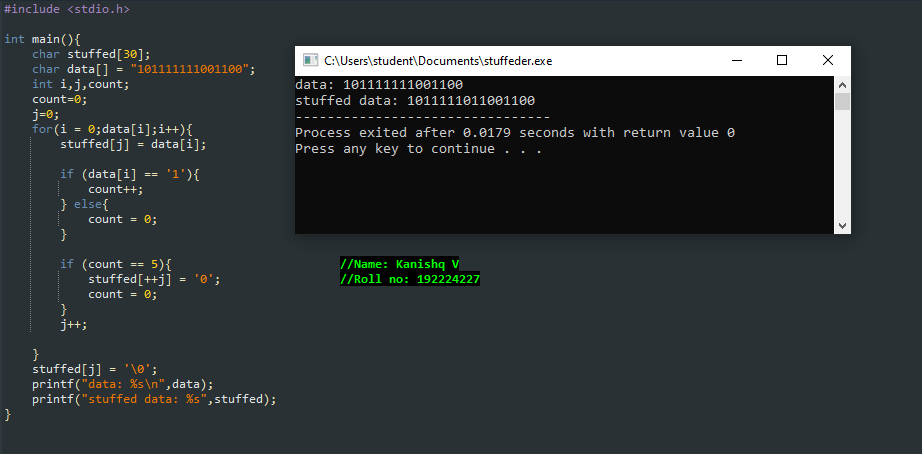 #include <stdio.h>
int main(){
char stuffed[30];
char data[] = "101111111001100";
int i,j,count;
count=0;
j=0;
for(i = 0;data[i];i++){
stuffed[j] = data[i];
if (data[i] == '1'){
count++;
} else{
count = 0;
}
if (count == 5){
stuffed[++j] = '0';
count = 0;
}
j++;
}
stuffed[j] = '\0';
printf("data: %s\n",data);
printf("stuffed data: %s",stuffed);
}
C:\Users\student\Documents\stuffeder.exe
data: 101111111001100
stuffed data: 1011111011001100
--------------------------------
Process exited after 0.0179 seconds with return value 0
Press any key to continue . . .
//Name: Kanishq V
//Roll no: 192224227